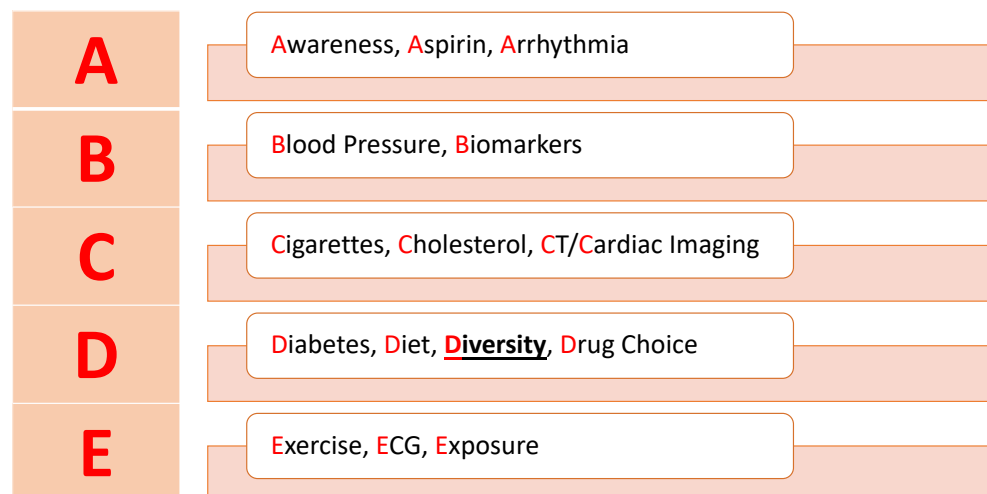 A
Awareness, Aspirin, Arrhythmia
B
Blood Pressure, Biomarkers
C
Cigarettes, Cholesterol, CT/Cardiac Imaging
D
Diabetes, Diet, Diversity, Drug Choice
E
Exercise, ECG, Exposure